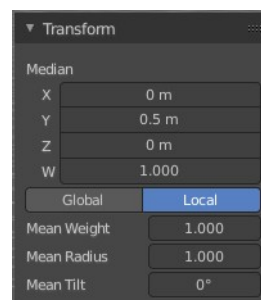 Transform
Median
X 0 m
Y 0.5 m
Z 0 m
W 1.000
Global Local
Mean Weight 1.000
Mean Radius 1.000
Mean Tilt 0°